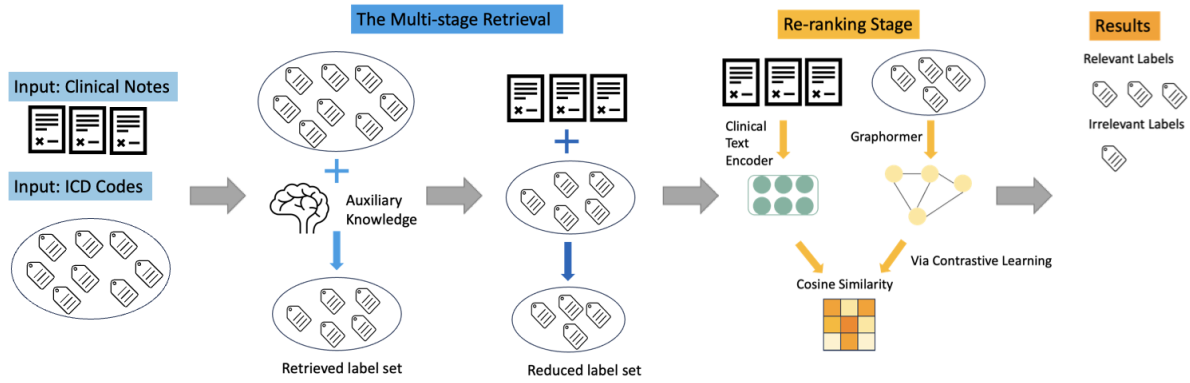 The Multi-stage Retrieval
Re-ranking Stage
Results
Input: Clinical Notes
Input: ICD Codes
Auxiliary
Knowledge
Retrieved label set
Reduced label set
Clinical
Text
Encoder
Graphormer
Via Contrastive Learning
Cosine Similarity
Relevant Labels
Irrelevant Labels